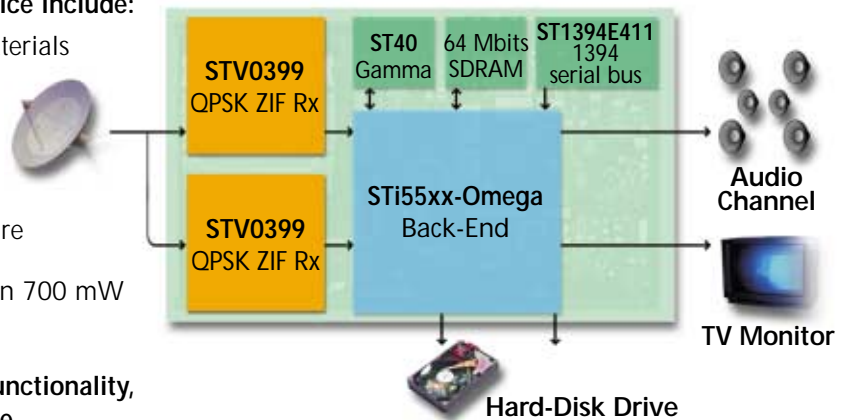 ice include:
terials
re
n 700 mW
unctionality,
STV0399
QPSK ZIF Rx
STV0399
QPSK ZIF Rx
ST40
Gamma
64 Mbits
SDRAM
ST1394E411
1394
serial bus
STi55xx-Omega
Back-End
Audio
Channel
TV Monitor
Hard-Disk Drive